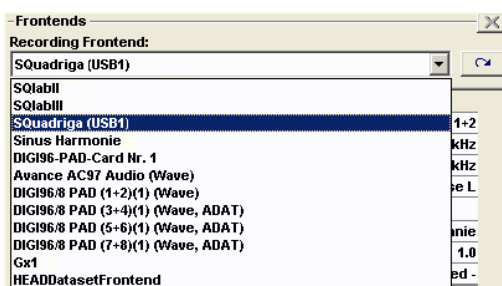 Frontends
Recording Frontend:
SQuadriga (USB1)
SQlabII
SQlabIII
SQuadriga (USB1)
1+2
Sinus Harmonie
kHz
DIGI96-PAD-Card Nr. 1
kHz
Avance AC97 Audio (Wave)
se L
DIGI96/8 PAD (1+2)(1) (Wave)
DIGI96/8 PAD (3+4)(1) (Wave, ADAT)
DIGI96/8 PAD (5+6)(1) (Wave, ADAT)
nie
DIGI96/8 PAD (7+8)(1) (Wave, ADAT)
1.0
Gx1
ed -
HEADDatasetFrontend